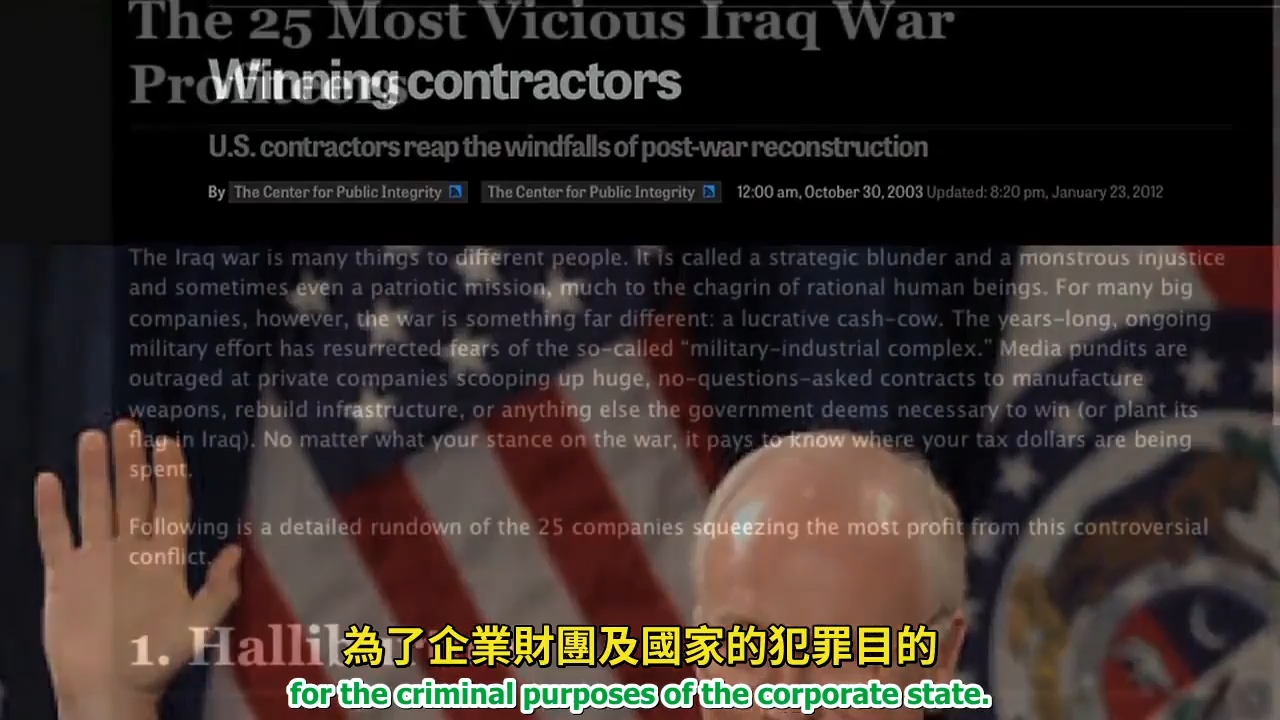 The 25 Most Vicious Iraq War
Profiteers
Winning contractors
U.S. contractors reap the windfalls of post-war reconstruction
By The Center for Public Integrity The Center for Public Integrity 12:00 am, October 30, 2003 Updated: 8:20 pm, January 23, 2012
The Iraq war is many things to different people. It is called a strategic blunder and a monstrous injustice
and sometimes even a patriotic mission, much to the chagrin of rational human beings. For many big
companies, however, the war is something far different: a lucrative cash-cow. The years-long, ongoing
military effort has resurrected fears of the so-called “military-industrial complex.” Media pundits are
outraged at private companies scooping up huge, no-questions-asked contracts to manufacture
weapons, rebuild infrastructure, or anything else the government deems necessary to win (or plant its
flag in Iraq). No matter what your stance on the war, it pays to know where your tax dollars are being
spent.
Following is a detailed rundown of the 25 companies squeezing the most profit from this controversial
conflict.
1.
為了企業財團及國家的犯罪目的
for the criminal purposes of the corporate state.